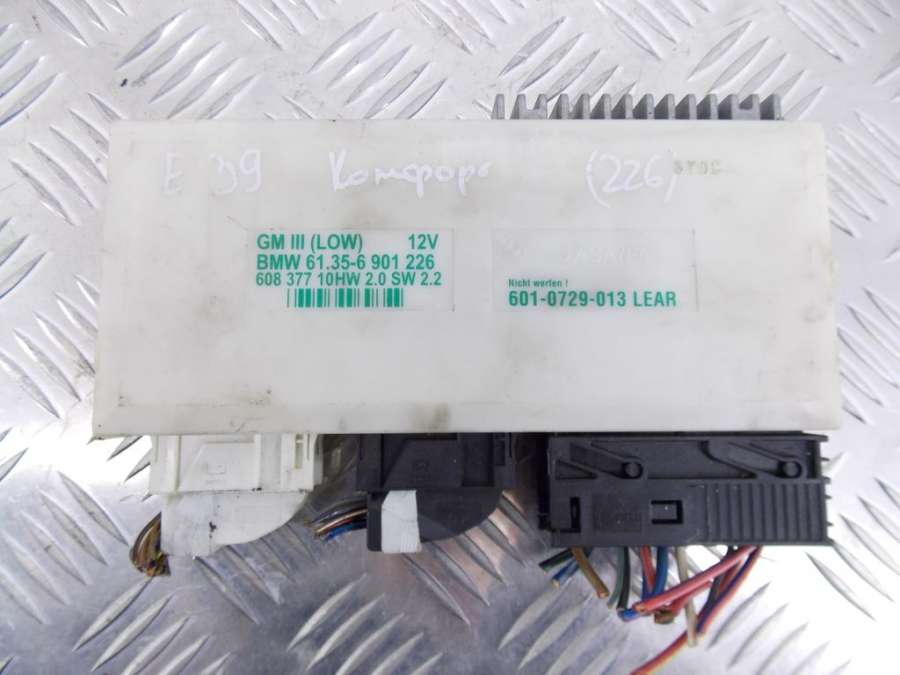 E 39 Комфорт (226)
GM III (LOW) 12V
BMW 61.35-6 901 226
608 377 10HW 2.0 SW 2.2
Nicht werfen !
601-0729-013 LEAR